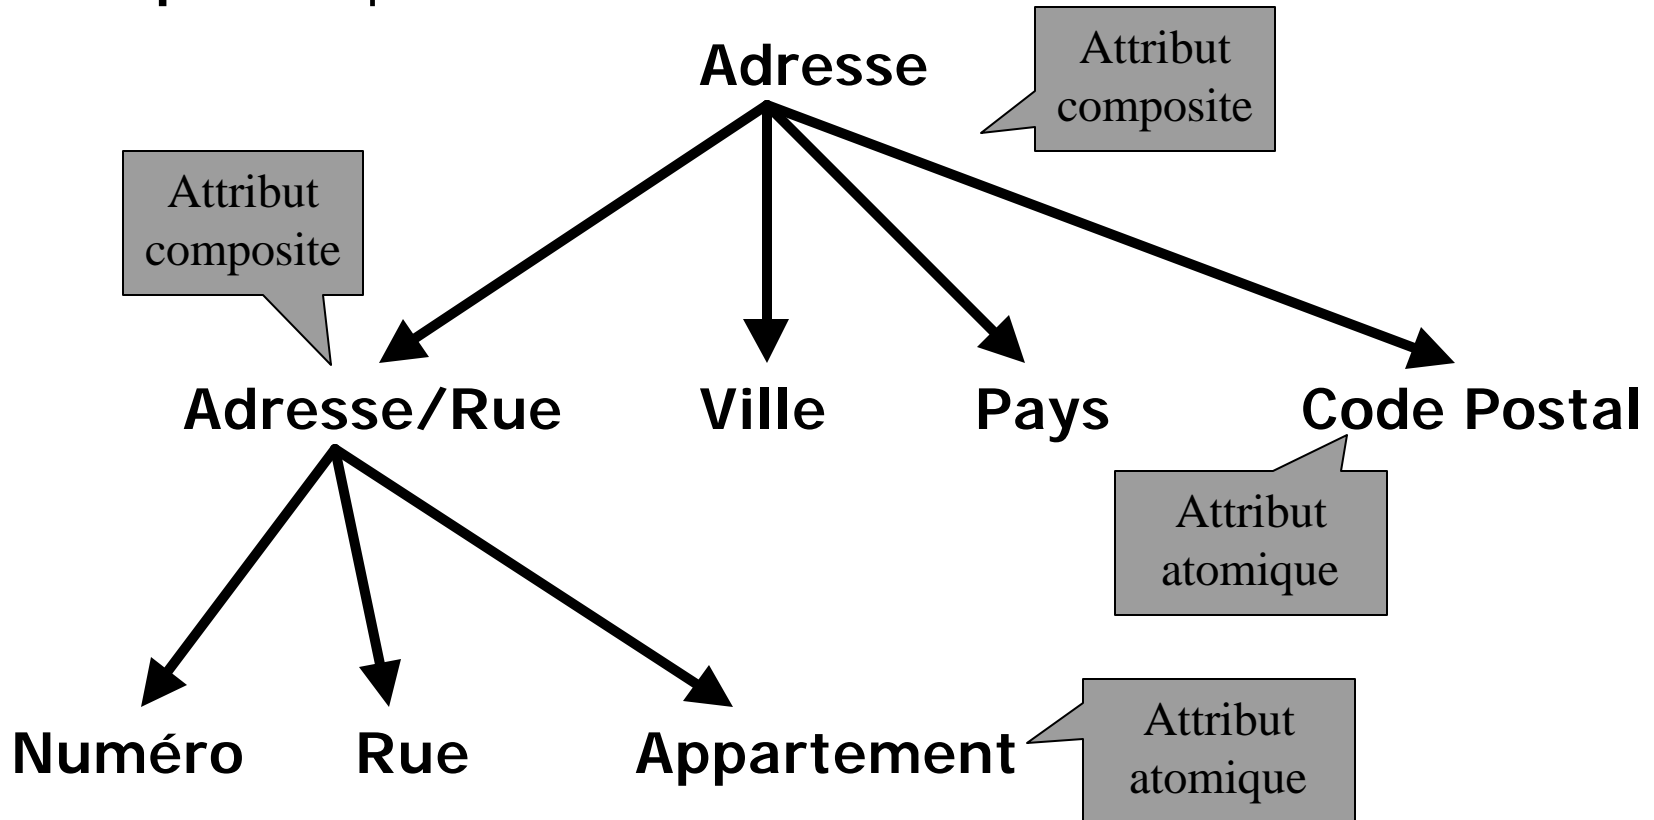 Adresse
Attribut
composite
Attribut
composite
Adresse/Rue
Ville
Pays
Code Postal
Attribut
atomique
Numéro
Rue
Appartement
Attribut
atomique